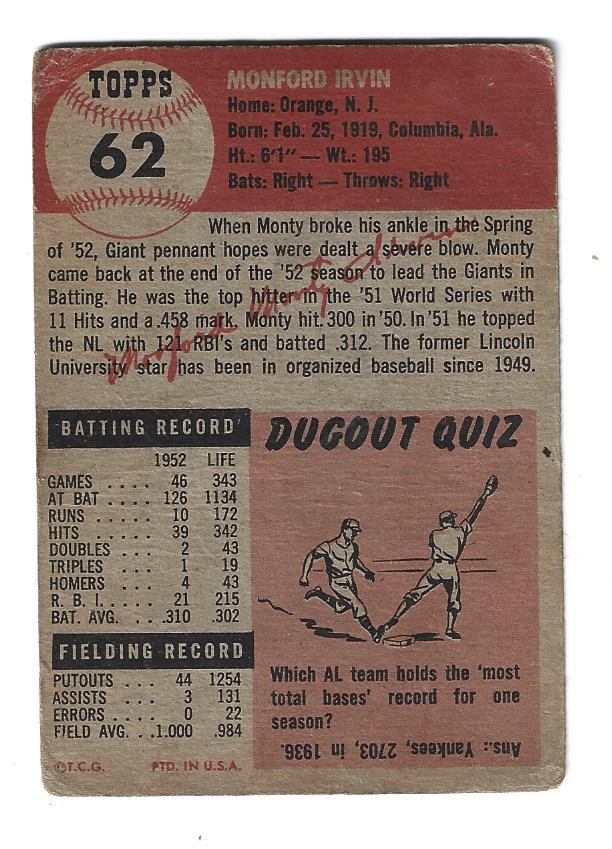 TOPPS
62
MONFORD IRVIN
Home: Orange, N. J.
Born: Feb. 25, 1919, Columbia, Ala.
Ht.: 6'1" — Wt.: 195
Bats: Right — Throws: Right
When Monty broke his ankle in the Spring
of '52, Giant pennant hopes were dealt a severe blow. Monty
came back at the end of the '52 season to lead the Giants in
Batting. He was the top hitter in the '51 World Series with
11 Hits and a .458 mark. Monty hit .300 in '50. In '51 he topped
the NL with 121 RBI's and batted .312. The former Lincoln
University star has been in organized baseball since 1949.
Monford Monty Irvin
BATTING RECORD
1952 LIFE
GAMES .... 46 343
AT BAT .... 126 1134
RUNS .... 10 172
HITS .... 39 342
DOUBLES ... 2 43
TRIPLES ... 1 19
HOMERS ... 4 43
R. B. I. .... 21 215
BAT. AVG. .. .310 .302
FIELDING RECORD
PUTOUTS ... 44 1254
ASSISTS ... 3 131
ERRORS ... 0 22
FIELD AVG. ..1.000 .984
©T.C.G. PTD. IN U.S.A.
DUGOUT QUIZ
Which AL team holds the 'most
total bases' record for one
season?
Ans.: Yankees, 2703, in 1936.